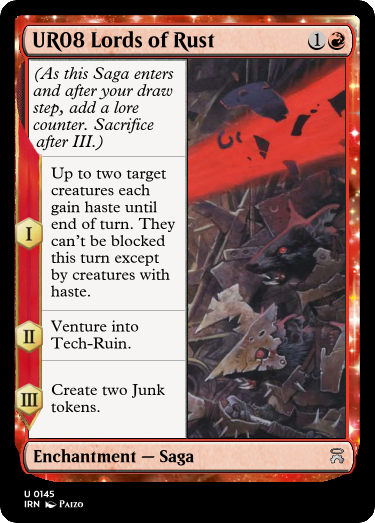 UR08 Lords of Rust 1
(As this Saga enters
and after your draw
step, add a lore
counter. Sacrifice
after III.)
I
Up to two target
creatures each
gain haste until
end of turn. They
can't be blocked
this turn except
by creatures with
haste.
II
Venture into
Tech-Ruin.
III
Create two Junk
tokens.
Enchantment — Saga
U 0145
IRN Paizo